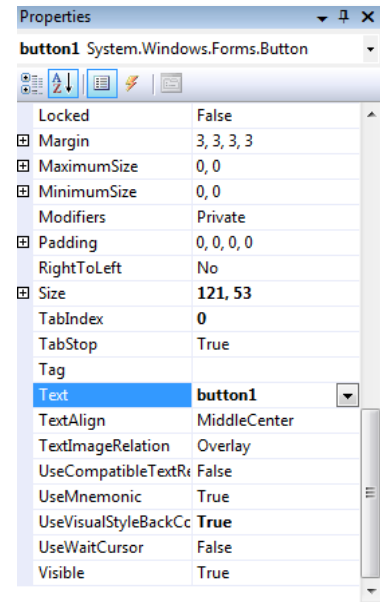 Properties
button1 System.Windows.Forms.Button
Locked False
Margin 3, 3, 3, 3
MaximumSize 0, 0
MinimumSize 0, 0
Modifiers Private
Padding 0, 0, 0, 0
RightToLeft No
Size 121, 53
TabIndex 0
TabStop True
Tag
Text button1
TextAlign MiddleCenter
TextImageRelation Overlay
UseCompatibleTextRe False
UseMnemonic True
UseVisualStyleBackCo True
UseWaitCursor False
Visible True